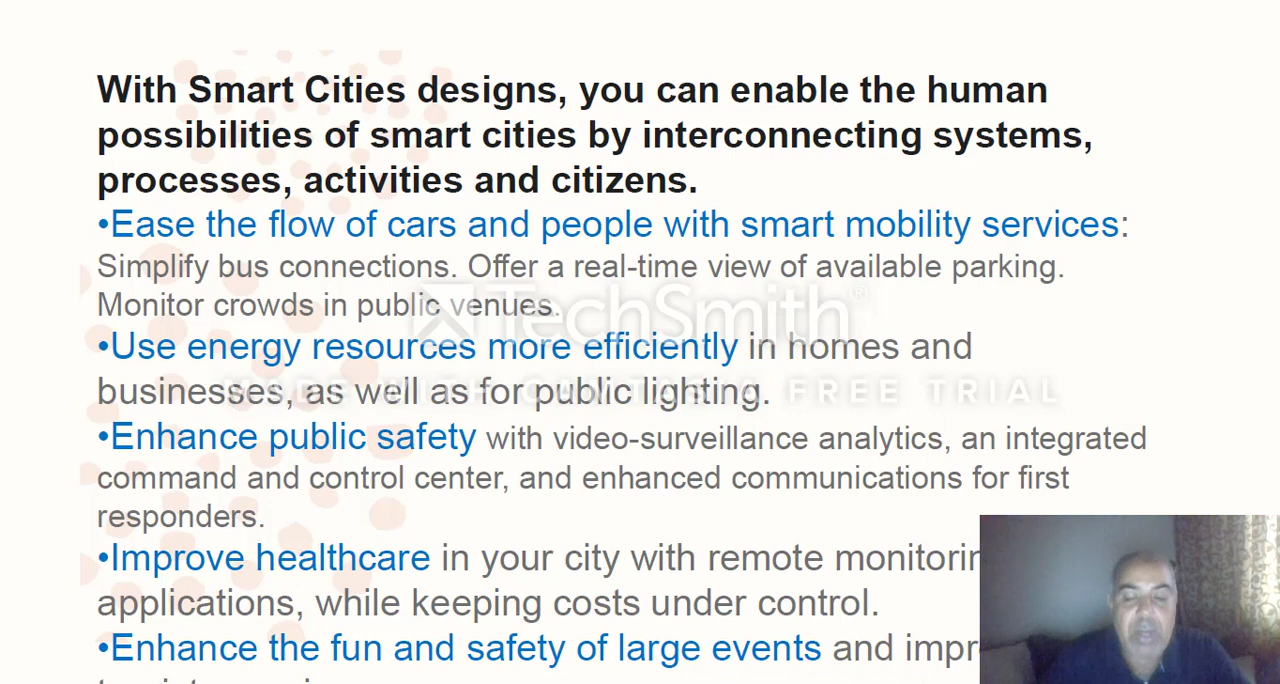 With Smart Cities designs, you can enable the human
possibilities of smart cities by interconnecting systems,
processes, activities and citizens.
•Ease the flow of cars and people with smart mobility services:
Simplify bus connections. Offer a real-time view of available parking.
Monitor crowds in public venues.
TechSmith®
•Use energy resources more efficiently in homes and
businesses, as well as for public lighting.
MADE WITH CAMTASIA FREE TRIAL
•Enhance public safety with video-surveillance analytics, an integrated
command and control center, and enhanced communications for first
responders.
•Improve healthcare in your city with remote
applications, while keeping costs under control.
•Enhance the fun and safety of large events and